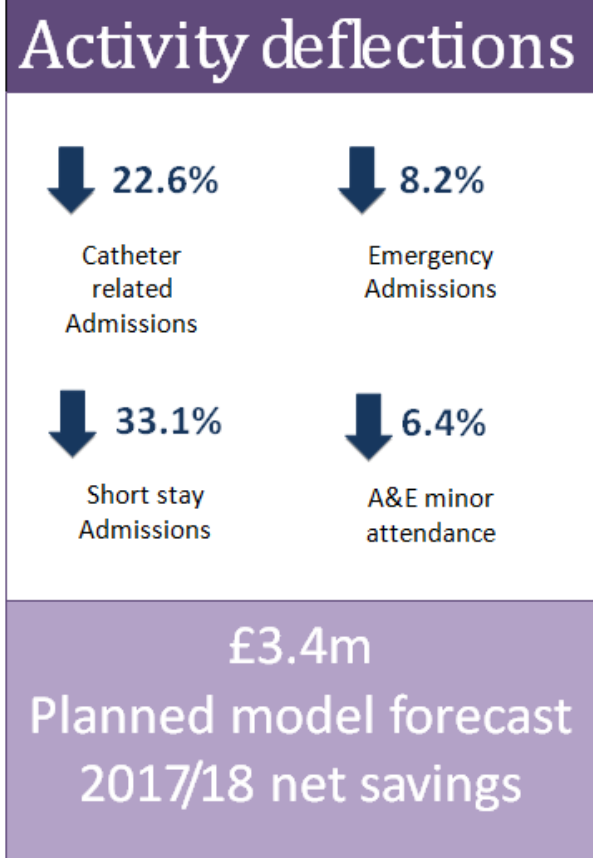 Activity deflections
22.6%
Catheter
related
Admissions
8.2%
Emergency
Admissions
33.1%
Short stay
Admissions
6.4%
A&E minor
attendance
£3.4m
Planned model forecast
2017/18 net savings